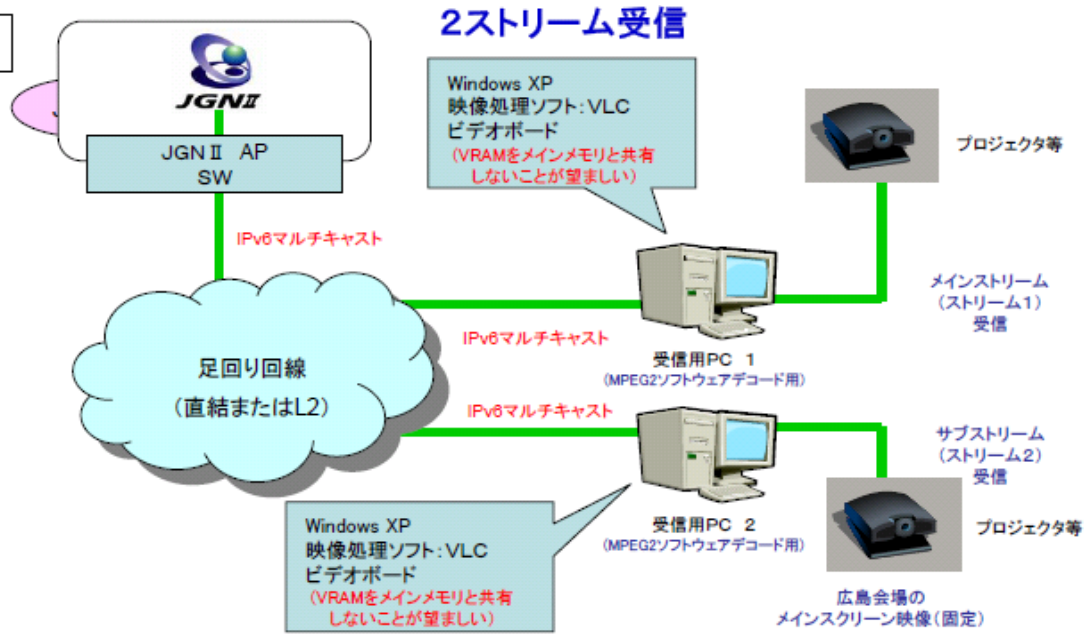 2ストリーム受信
JGNⅡ
JGNⅡ AP
SW
Windows XP
映像処理ソフト:VLC
ビデオボード
(VRAMをメインメモリと共有
しないことが望ましい)
プロジェクタ等
IPv6マルチキャスト
メインストリーム
(ストリーム1)
受信
IPv6マルチキャスト
受信用PC 1
(MPEG2ソフトウェアデコード用)
足回り回線
(直結またはL2)
IPv6マルチキャスト
サブストリーム
(ストリーム2)
受信
受信用PC 2
(MPEG2ソフトウェアデコード用)
プロジェクタ等
Windows XP
映像処理ソフト:VLC
ビデオボード
(VRAMをメインメモリと共有
しないことが望ましい)
広島会場の
メインスクリーン映像(固定)